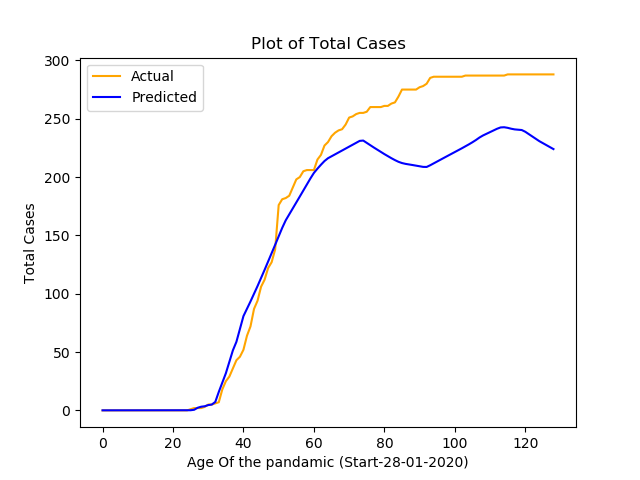 Plot of Total Cases
Actual
Predicted
300
250
200
150
100
50
0
Total Cases
0 20 40 60 80 100 120
Age Of the pandamic (Start-28-01-2020)